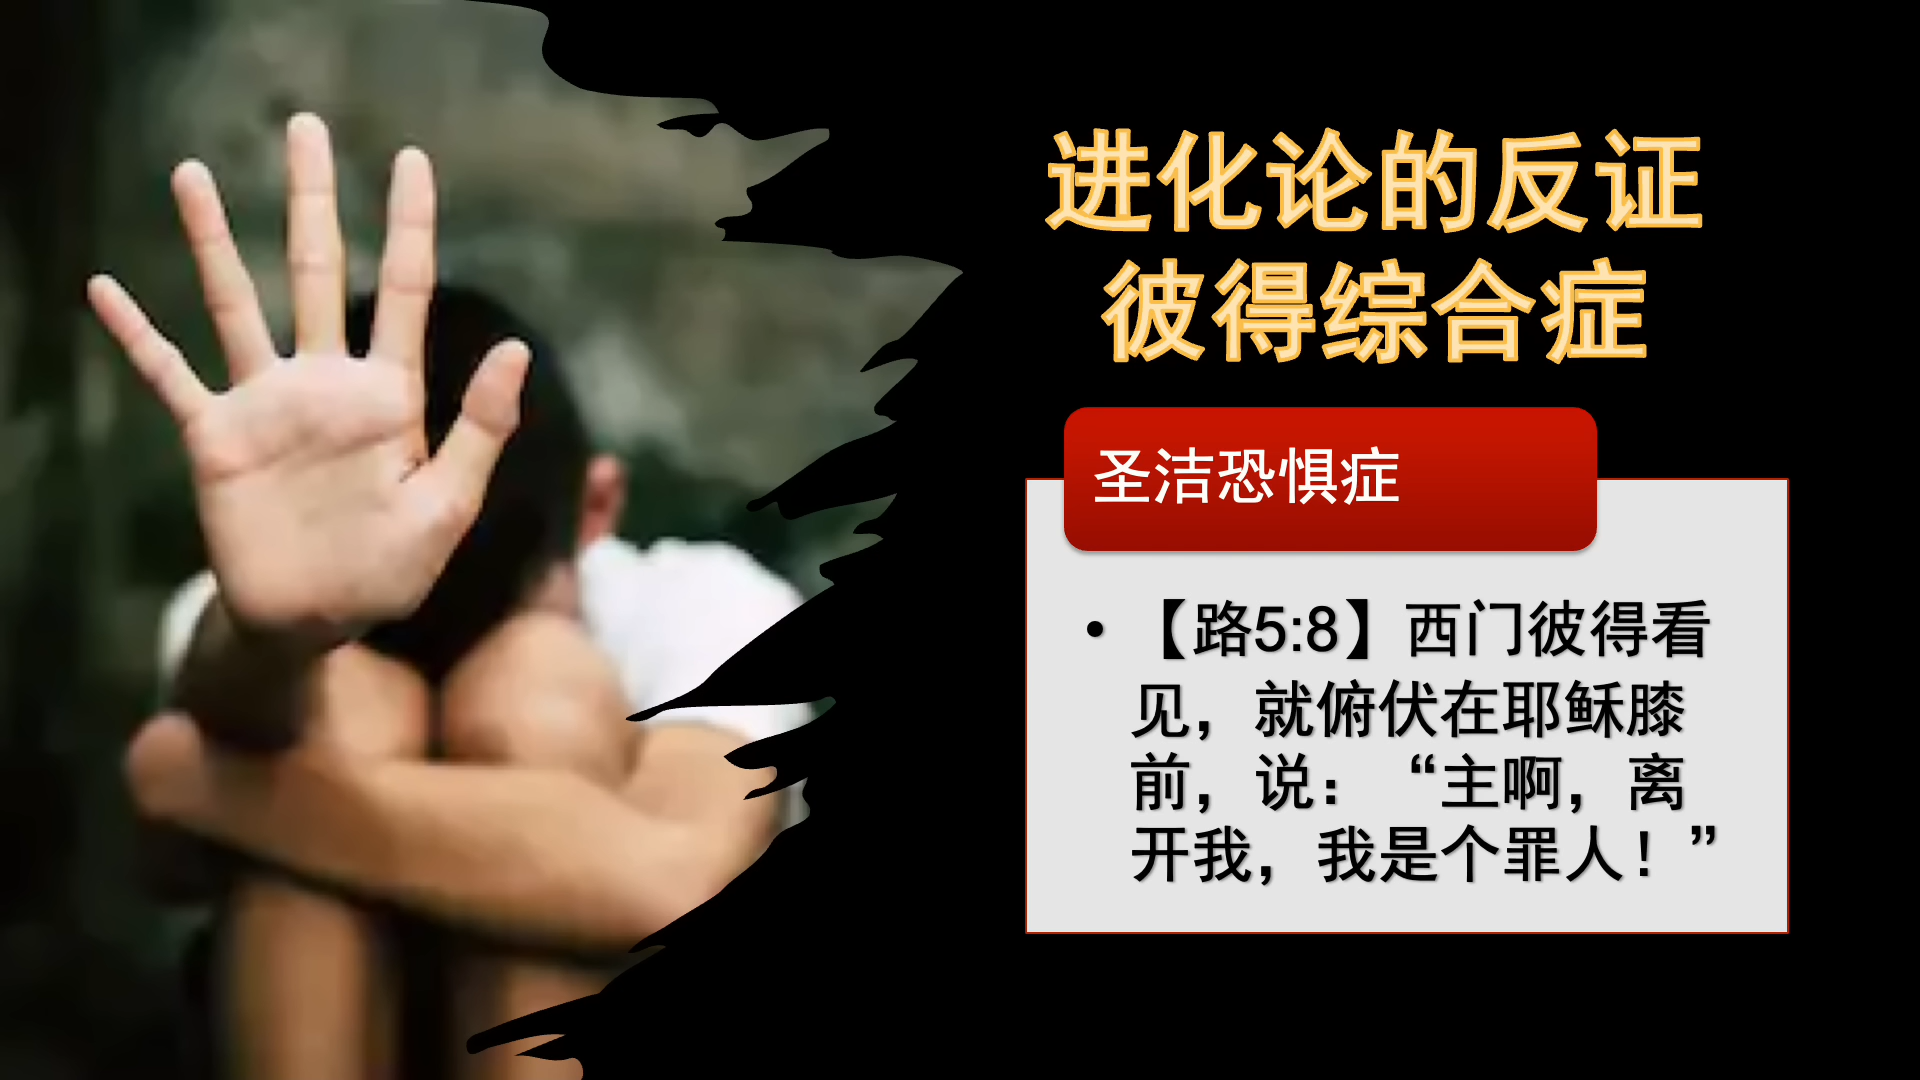 进化论的反证
彼得综合症
圣洁恐惧症
• 【路5:8】西门彼得看
见，就俯伏在耶稣膝
前，说：“主啊，离
开我，我是个罪人！”